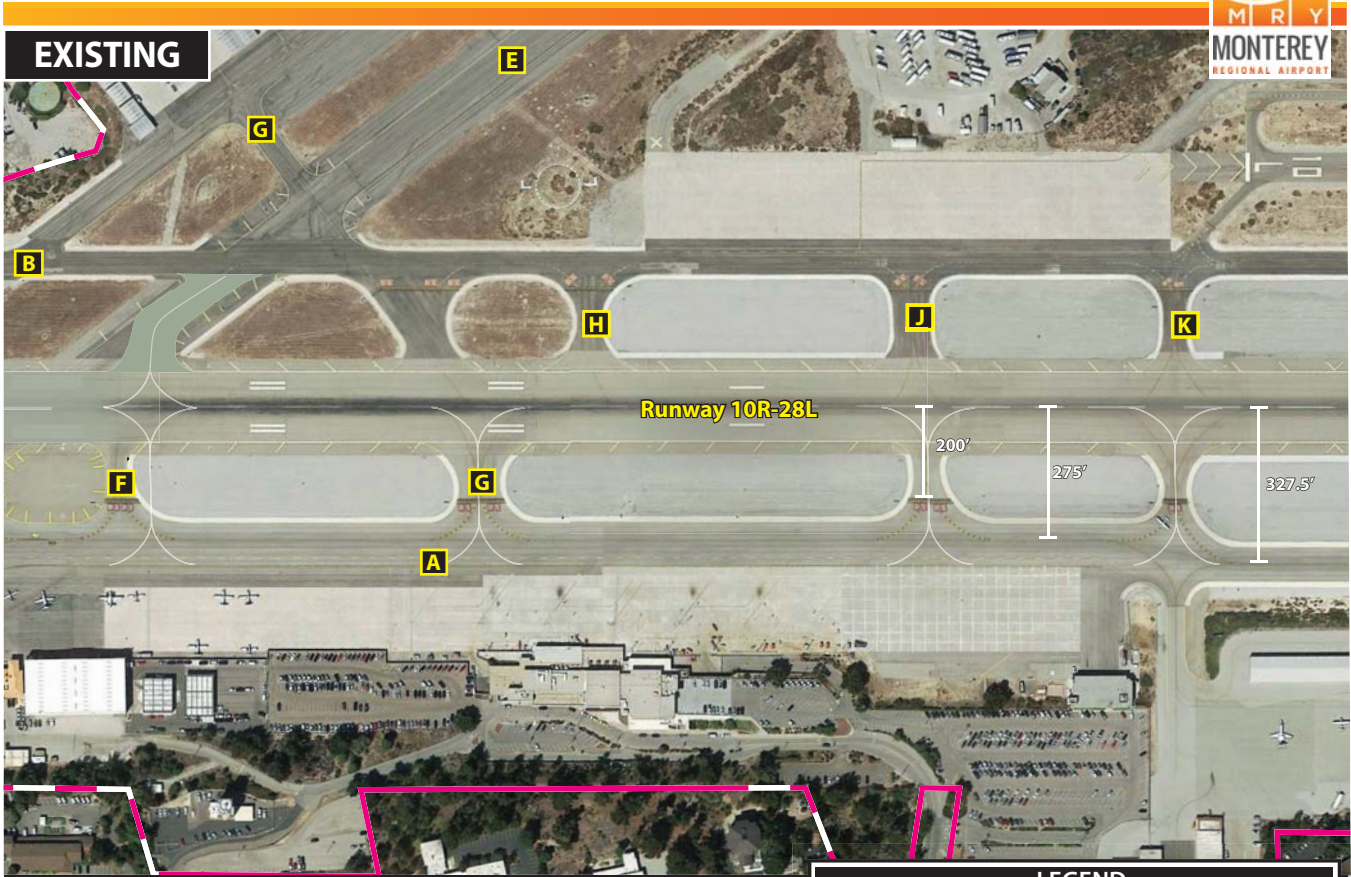 M R Y
EXISTING
MONTEREY
REGIONAL AIRPORT
E
G
B
H
J
K
Runway 10R-28L
200’
275’
327.5’
F
G
A
LEGEND